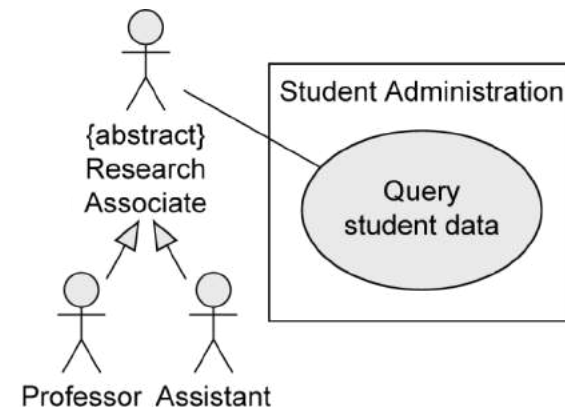 Student Administration
{abstract}
Research
Associate
Query
student data
Professor Assistant